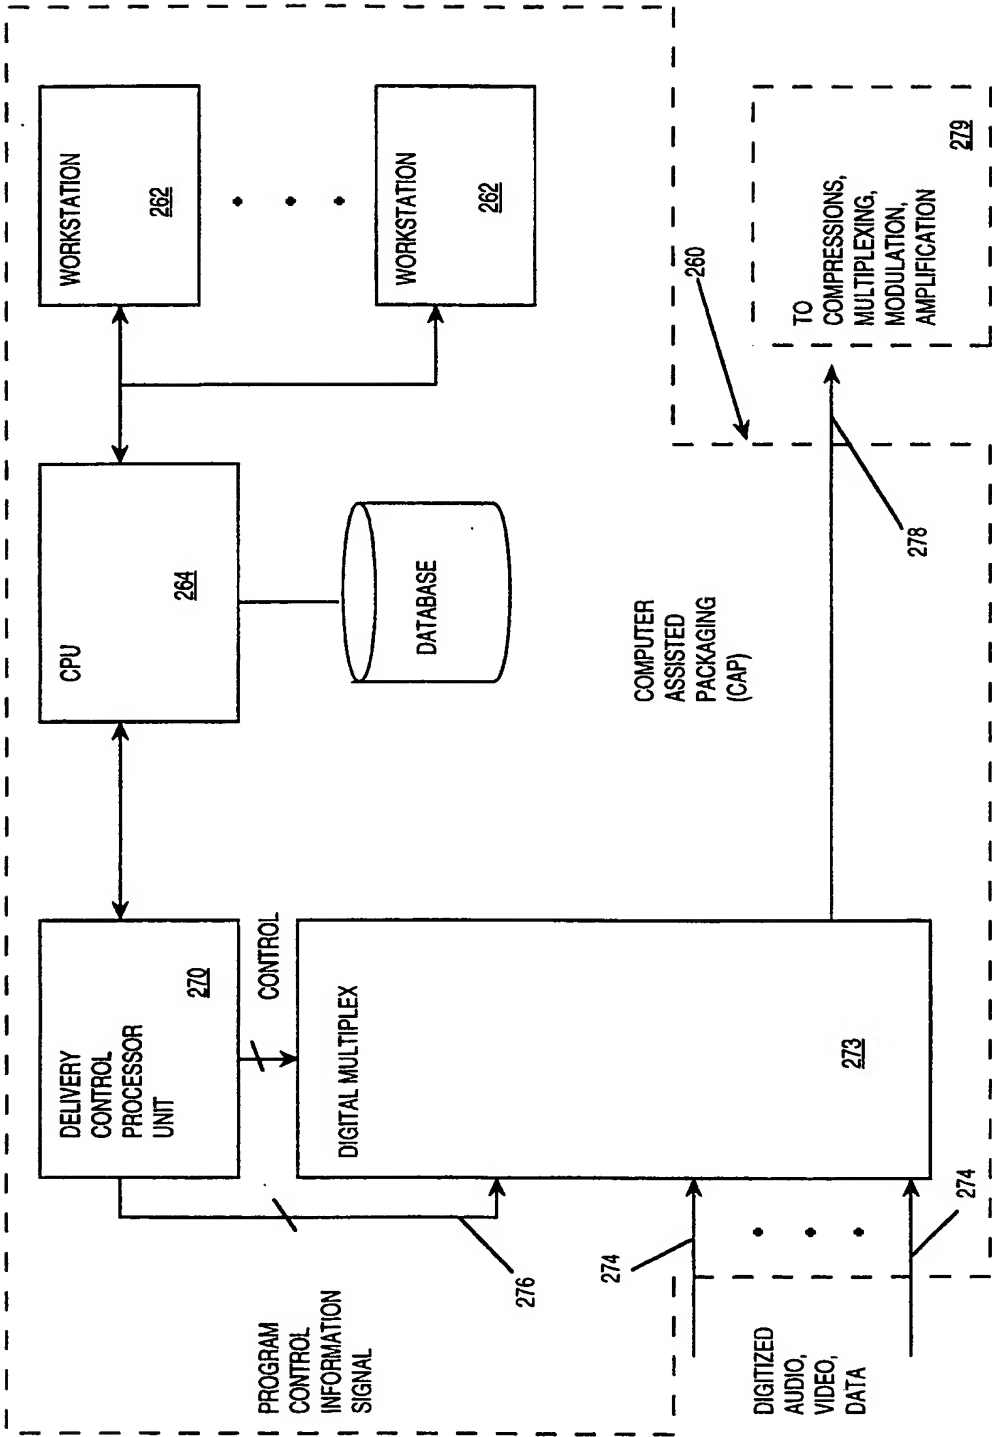 WORKSTATION
262
WORKSTATION
262
CPU
264
DATABASE
DELIVERY
CONTROL
PROCESSOR
UNIT
270
CONTROL
DIGITAL MULTIPLEX
273
PROGRAM
CONTROL
INFORMATION
SIGNAL
276
274
274
DIGITIZED
AUDIO,
VIDEO,
DATA
COMPUTER
ASSISTED
PACKAGING
(CAP)
260
278
TO
COMPRESSIONS,
MULTIPLEXING,
MODULATION,
AMPLIFICATION
279